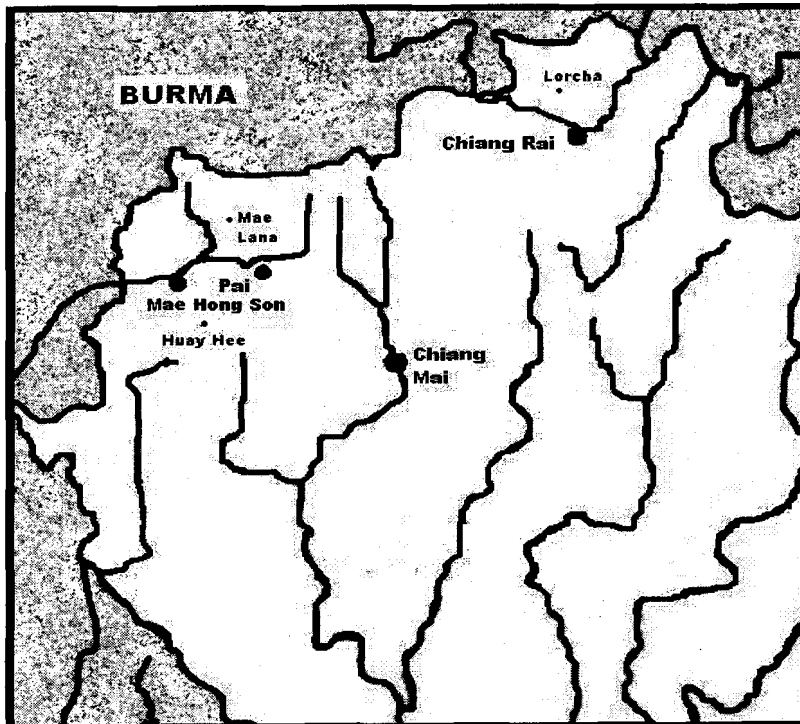 BURMA
Lorcha
Chiang Rai
Mae
Lana
Pai
Mae Hong Son
Huay Hee
Chiang
Mai